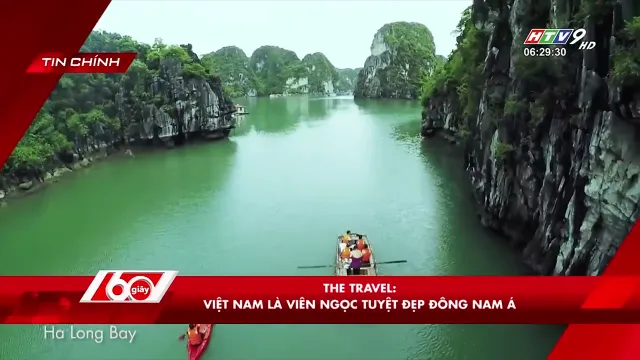 TIN CHÍNH
HTV9 HD
06:29:30
60 giây
THE TRAVEL:
VIỆT NAM LÀ VIÊN NGỌC TUYỆT ĐẸP ĐÔNG NAM Á
Ha Long Bay